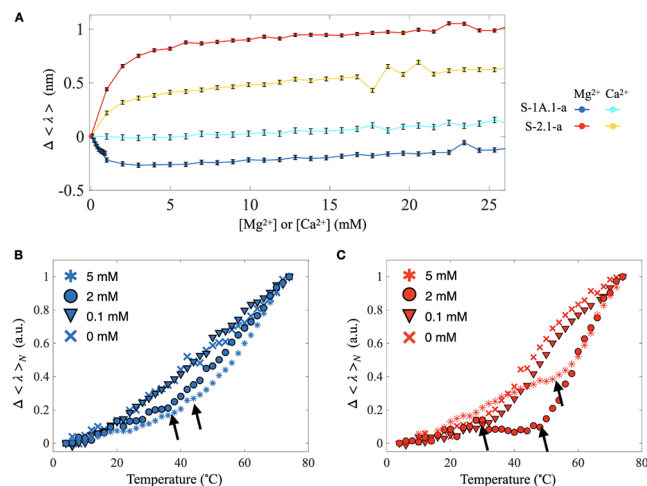 A
Δ < λ > (nm)
1
0.5
0
-0.5
0 5 10 15 20 25
[Mg²⁺] or [Ca²⁺] (mM)
Mg²⁺ Ca²⁺
S-1A.1-a
S-2.1-a
B
Δ < λ >N (a.u.)
1
0.8
0.6
0.4
0.2
0
5 mM
2 mM
0.1 mM
0 mM
0 20 40 60 80
Temperature (°C)
C
Δ < λ >N (a.u.)
1
0.8
0.6
0.4
0.2
0
5 mM
2 mM
0.1 mM
0 mM
0 20 40 60 80
Temperature (°C)